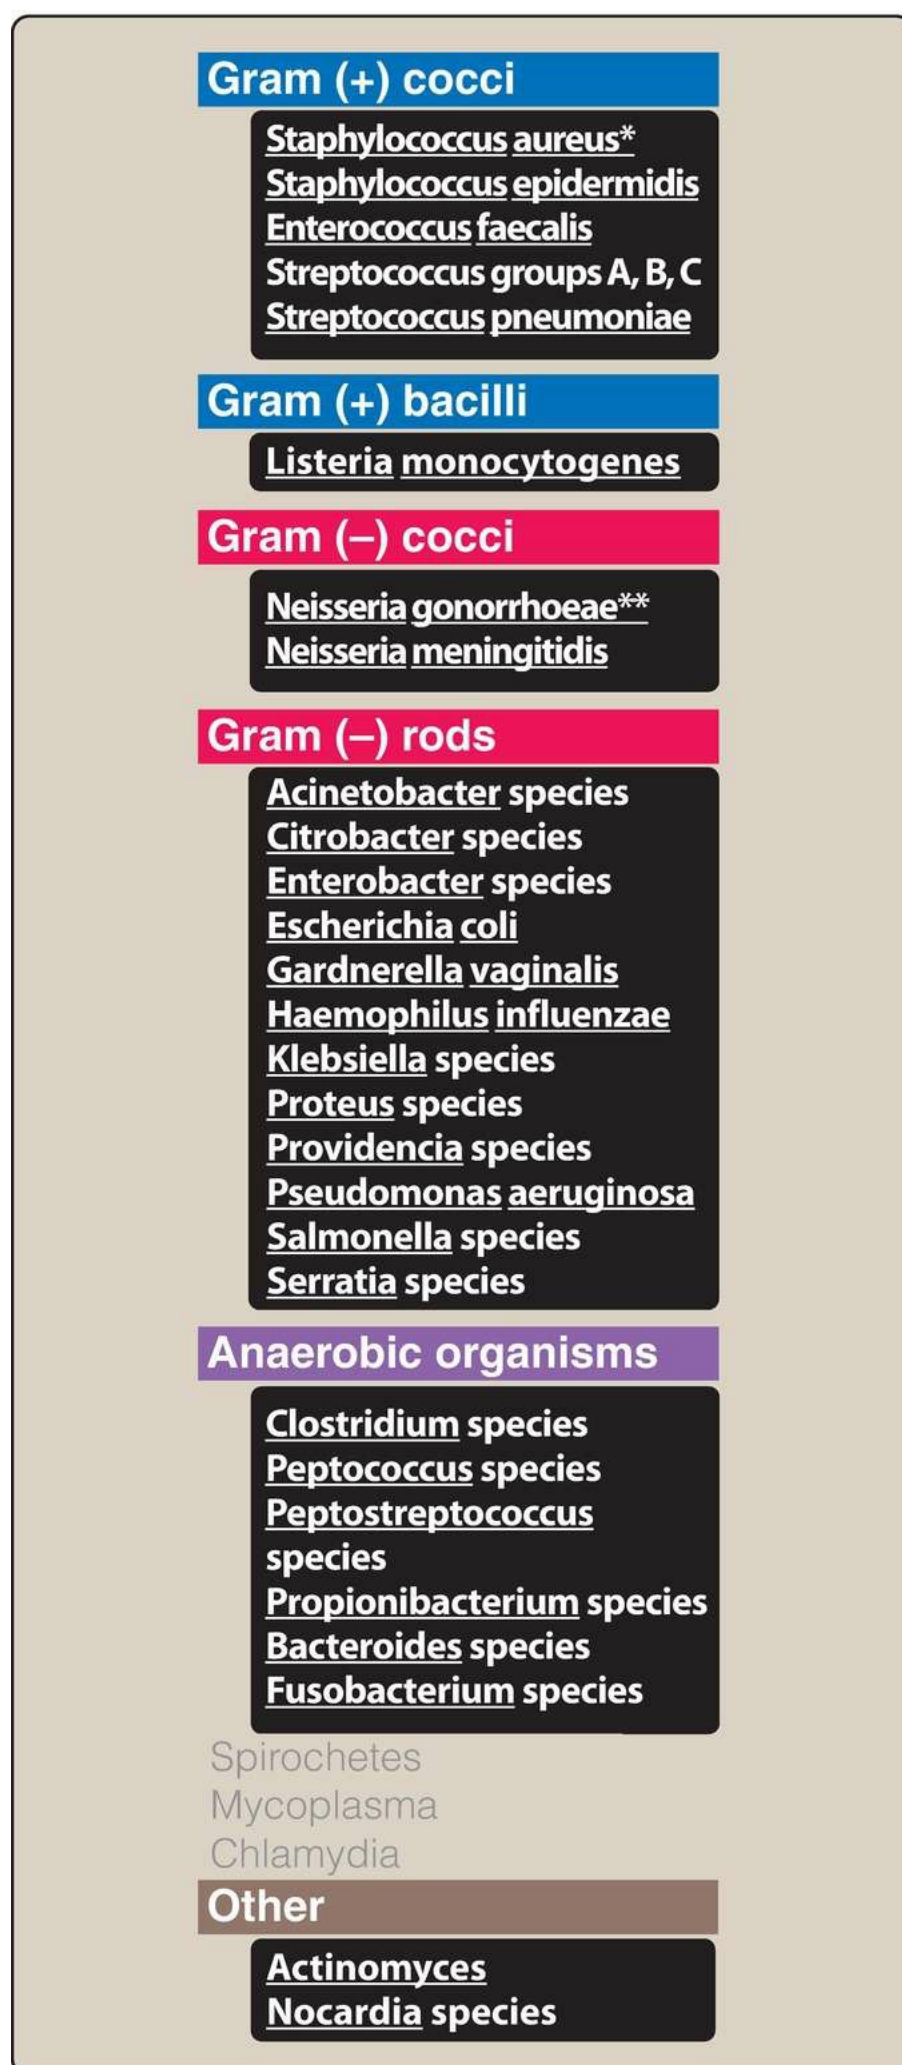 Gram (+) cocci
Staphylococcus aureus*
Staphylococcus epidermidis
Enterococcus faecalis
Streptococcus groups A, B, C
Streptococcus pneumoniae
Gram (+) bacilli
Listeria monocytogenes
Gram (–) cocci
Neisseria gonorrhoeae**
Neisseria meningitidis
Gram (–) rods
Acinetobacter species
Citrobacter species
Enterobacter species
Escherichia coli
Gardnerella vaginalis
Haemophilus influenzae
Klebsiella species
Proteus species
Providencia species
Pseudomonas aeruginosa
Salmonella species
Serratia species
Anaerobic organisms
Clostridium species
Peptococcus species
Peptostreptococcus
species
Propionibacterium species
Bacteroides species
Fusobacterium species
Spirochetes
Mycoplasma
Chlamydia
Other
Actinomyces
Nocardia species